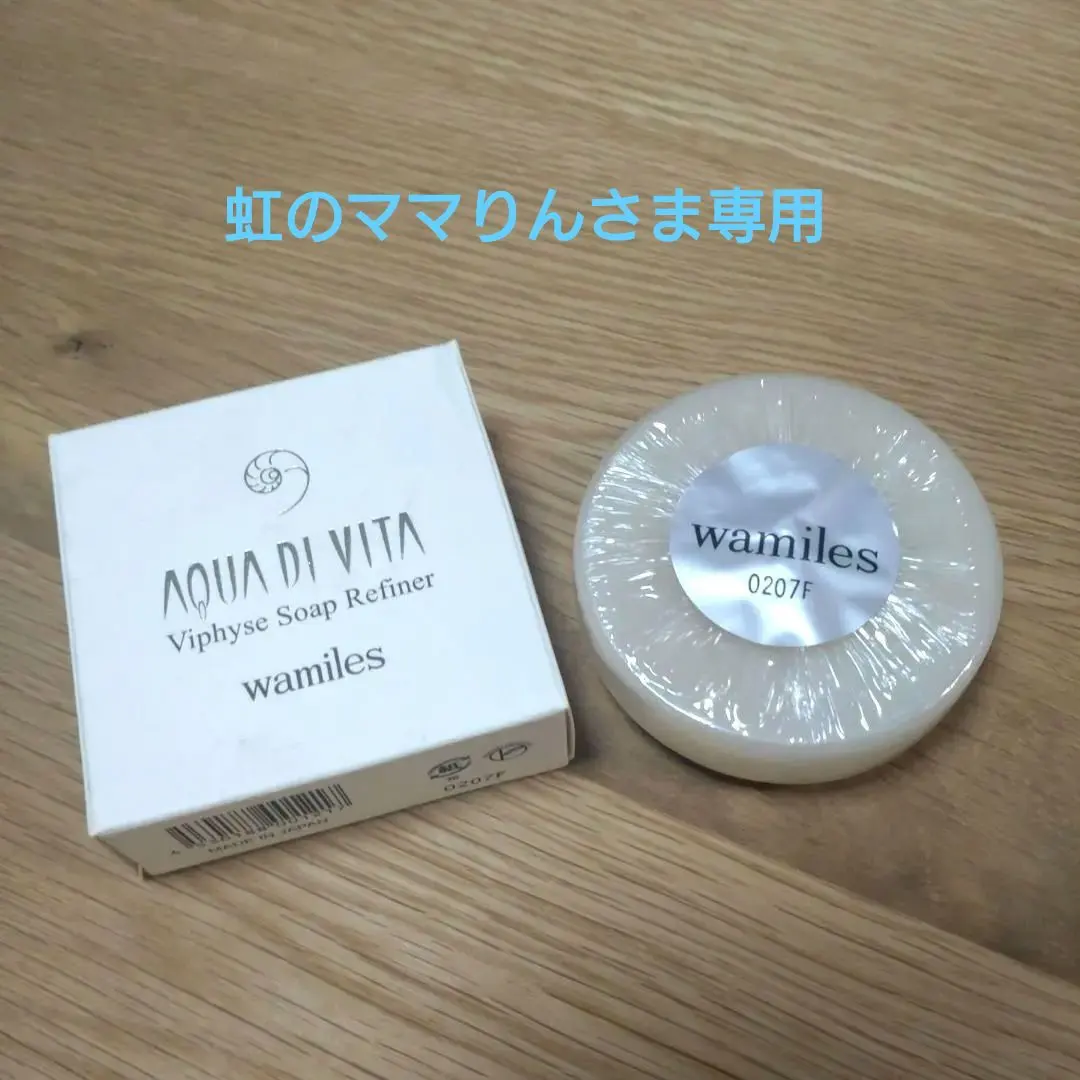 虹のママりんさま専用
AQUA DI VITA
Viphyse Soap Refiner
wamiles
wamiles
0207F
0207F
MADE IN JAPAN